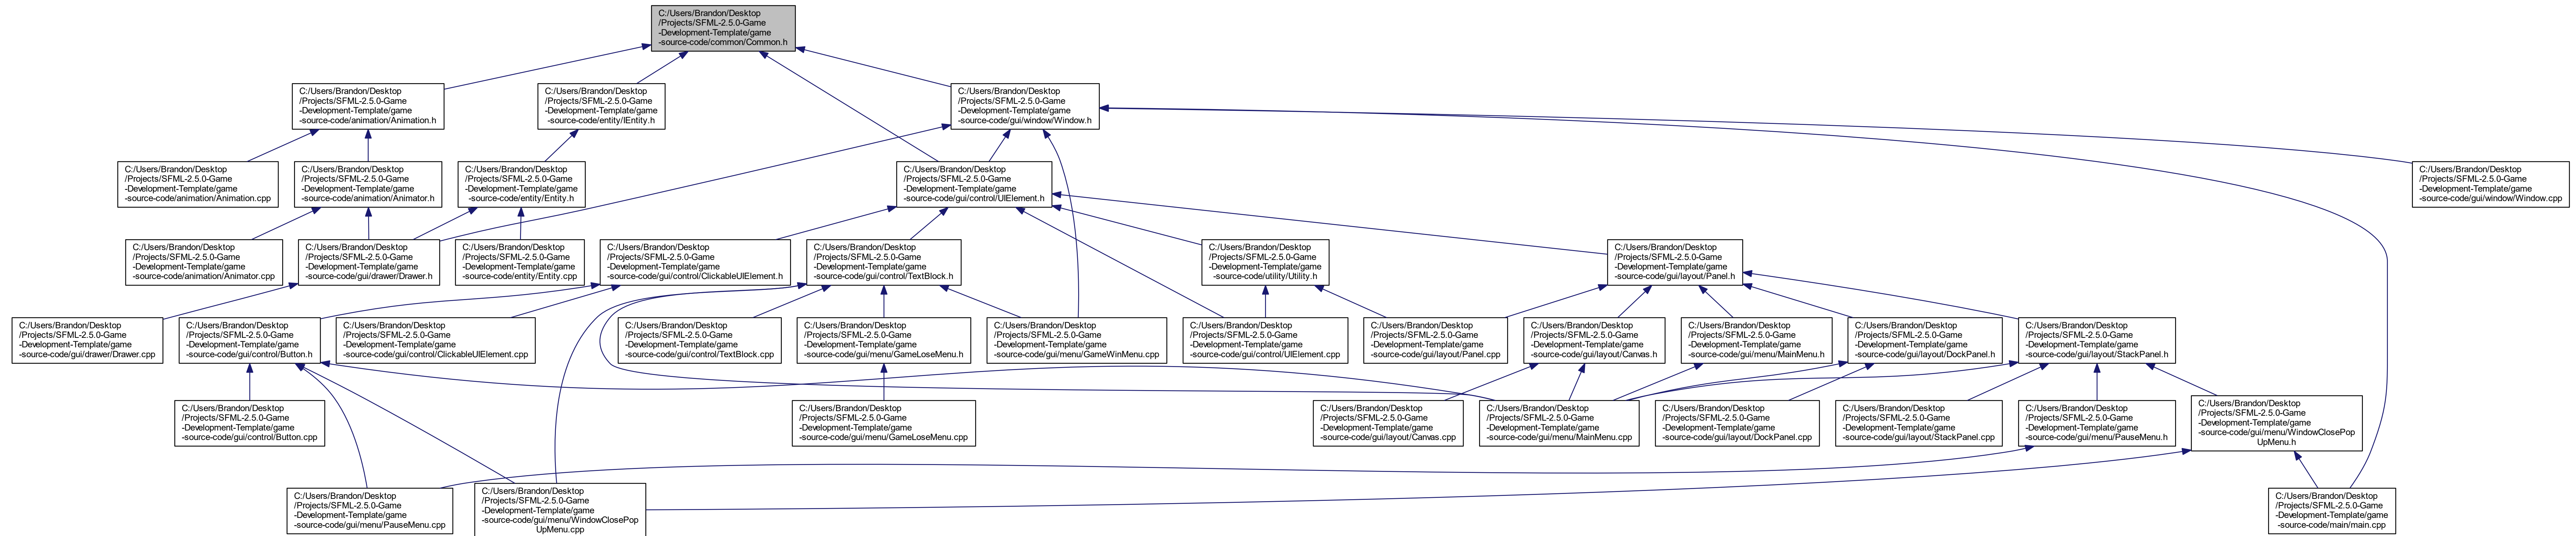 C:/Users/Brandon/Desktop
/Projects/SFML-2.5.0-Game
-Development-Template/game
-source-code/common/Common.h
C:/Users/Brandon/Desktop
/Projects/SFML-2.5.0-Game
-Development-Template/game
-source-code/animation/Animation.h
C:/Users/Brandon/Desktop
/Projects/SFML-2.5.0-Game
-Development-Template/game
-source-code/entity/IEntity.h
C:/Users/Brandon/Desktop
/Projects/SFML-2.5.0-Game
-Development-Template/game
-source-code/gui/window/Window.h
C:/Users/Brandon/Desktop
/Projects/SFML-2.5.0-Game
-Development-Template/game
-source-code/animation/Animation.cpp
C:/Users/Brandon/Desktop
/Projects/SFML-2.5.0-Game
-Development-Template/game
-source-code/animation/Animator.h
C:/Users/Brandon/Desktop
/Projects/SFML-2.5.0-Game
-Development-Template/game
-source-code/entity/Entity.h
C:/Users/Brandon/Desktop
/Projects/SFML-2.5.0-Game
-Development-Template/game
-source-code/gui/control/UIElement.h
C:/Users/Brandon/Desktop
/Projects/SFML-2.5.0-Game
-Development-Template/game
-source-code/gui/window/Window.cpp
C:/Users/Brandon/Desktop
/Projects/SFML-2.5.0-Game
-Development-Template/game
-source-code/animation/Animator.cpp
C:/Users/Brandon/Desktop
/Projects/SFML-2.5.0-Game
-Development-Template/game
-source-code/gui/drawer/Drawer.h
C:/Users/Brandon/Desktop
/Projects/SFML-2.5.0-Game
-Development-Template/game
-source-code/entity/Entity.cpp
C:/Users/Brandon/Desktop
/Projects/SFML-2.5.0-Game
-Development-Template/game
-source-code/gui/control/ClickableUIElement.h
C:/Users/Brandon/Desktop
/Projects/SFML-2.5.0-Game
-Development-Template/game
-source-code/gui/control/TextBlock.h
C:/Users/Brandon/Desktop
/Projects/SFML-2.5.0-Game
-Development-Template/game
-source-code/utility/Utility.h
C:/Users/Brandon/Desktop
/Projects/SFML-2.5.0-Game
-Development-Template/game
-source-code/gui/layout/Panel.h
C:/Users/Brandon/Desktop
/Projects/SFML-2.5.0-Game
-Development-Template/game
-source-code/gui/drawer/Drawer.cpp
C:/Users/Brandon/Desktop
/Projects/SFML-2.5.0-Game
-Development-Template/game
-source-code/gui/control/Button.h
C:/Users/Brandon/Desktop
/Projects/SFML-2.5.0-Game
-Development-Template/game
-source-code/gui/control/ClickableUIElement.cpp
C:/Users/Brandon/Desktop
/Projects/SFML-2.5.0-Game
-Development-Template/game
-source-code/gui/control/TextBlock.cpp
C:/Users/Brandon/Desktop
/Projects/SFML-2.5.0-Game
-Development-Template/game
-source-code/gui/menu/GameLoseMenu.h
C:/Users/Brandon/Desktop
/Projects/SFML-2.5.0-Game
-Development-Template/game
-source-code/gui/menu/GameWinMenu.cpp
C:/Users/Brandon/Desktop
/Projects/SFML-2.5.0-Game
-Development-Template/game
-source-code/gui/control/UIElement.cpp
C:/Users/Brandon/Desktop
/Projects/SFML-2.5.0-Game
-Development-Template/game
-source-code/gui/layout/Panel.cpp
C:/Users/Brandon/Desktop
/Projects/SFML-2.5.0-Game
-Development-Template/game
-source-code/gui/layout/Canvas.h
C:/Users/Brandon/Desktop
/Projects/SFML-2.5.0-Game
-Development-Template/game
-source-code/gui/menu/MainMenu.h
C:/Users/Brandon/Desktop
/Projects/SFML-2.5.0-Game
-Development-Template/game
-source-code/gui/layout/DockPanel.h
C:/Users/Brandon/Desktop
/Projects/SFML-2.5.0-Game
-Development-Template/game
-source-code/gui/layout/StackPanel.h
C:/Users/Brandon/Desktop
/Projects/SFML-2.5.0-Game
-Development-Template/game
-source-code/gui/control/Button.cpp
C:/Users/Brandon/Desktop
/Projects/SFML-2.5.0-Game
-Development-Template/game
-source-code/gui/menu/GameLoseMenu.cpp
C:/Users/Brandon/Desktop
/Projects/SFML-2.5.0-Game
-Development-Template/game
-source-code/gui/layout/Canvas.cpp
C:/Users/Brandon/Desktop
/Projects/SFML-2.5.0-Game
-Development-Template/game
-source-code/gui/menu/MainMenu.cpp
C:/Users/Brandon/Desktop
/Projects/SFML-2.5.0-Game
-Development-Template/game
-source-code/gui/layout/DockPanel.cpp
C:/Users/Brandon/Desktop
/Projects/SFML-2.5.0-Game
-Development-Template/game
-source-code/gui/layout/StackPanel.cpp
C:/Users/Brandon/Desktop
/Projects/SFML-2.5.0-Game
-Development-Template/game
-source-code/gui/menu/PauseMenu.h
C:/Users/Brandon/Desktop
/Projects/SFML-2.5.0-Game
-Development-Template/game
-source-code/gui/menu/WindowClosePop
UpMenu.h
C:/Users/Brandon/Desktop
/Projects/SFML-2.5.0-Game
-Development-Template/game
-source-code/gui/menu/PauseMenu.cpp
C:/Users/Brandon/Desktop
/Projects/SFML-2.5.0-Game
-Development-Template/game
-source-code/gui/menu/WindowClosePop
UpMenu.cpp
C:/Users/Brandon/Desktop
/Projects/SFML-2.5.0-Game
-Development-Template/game
-source-code/main/main.cpp